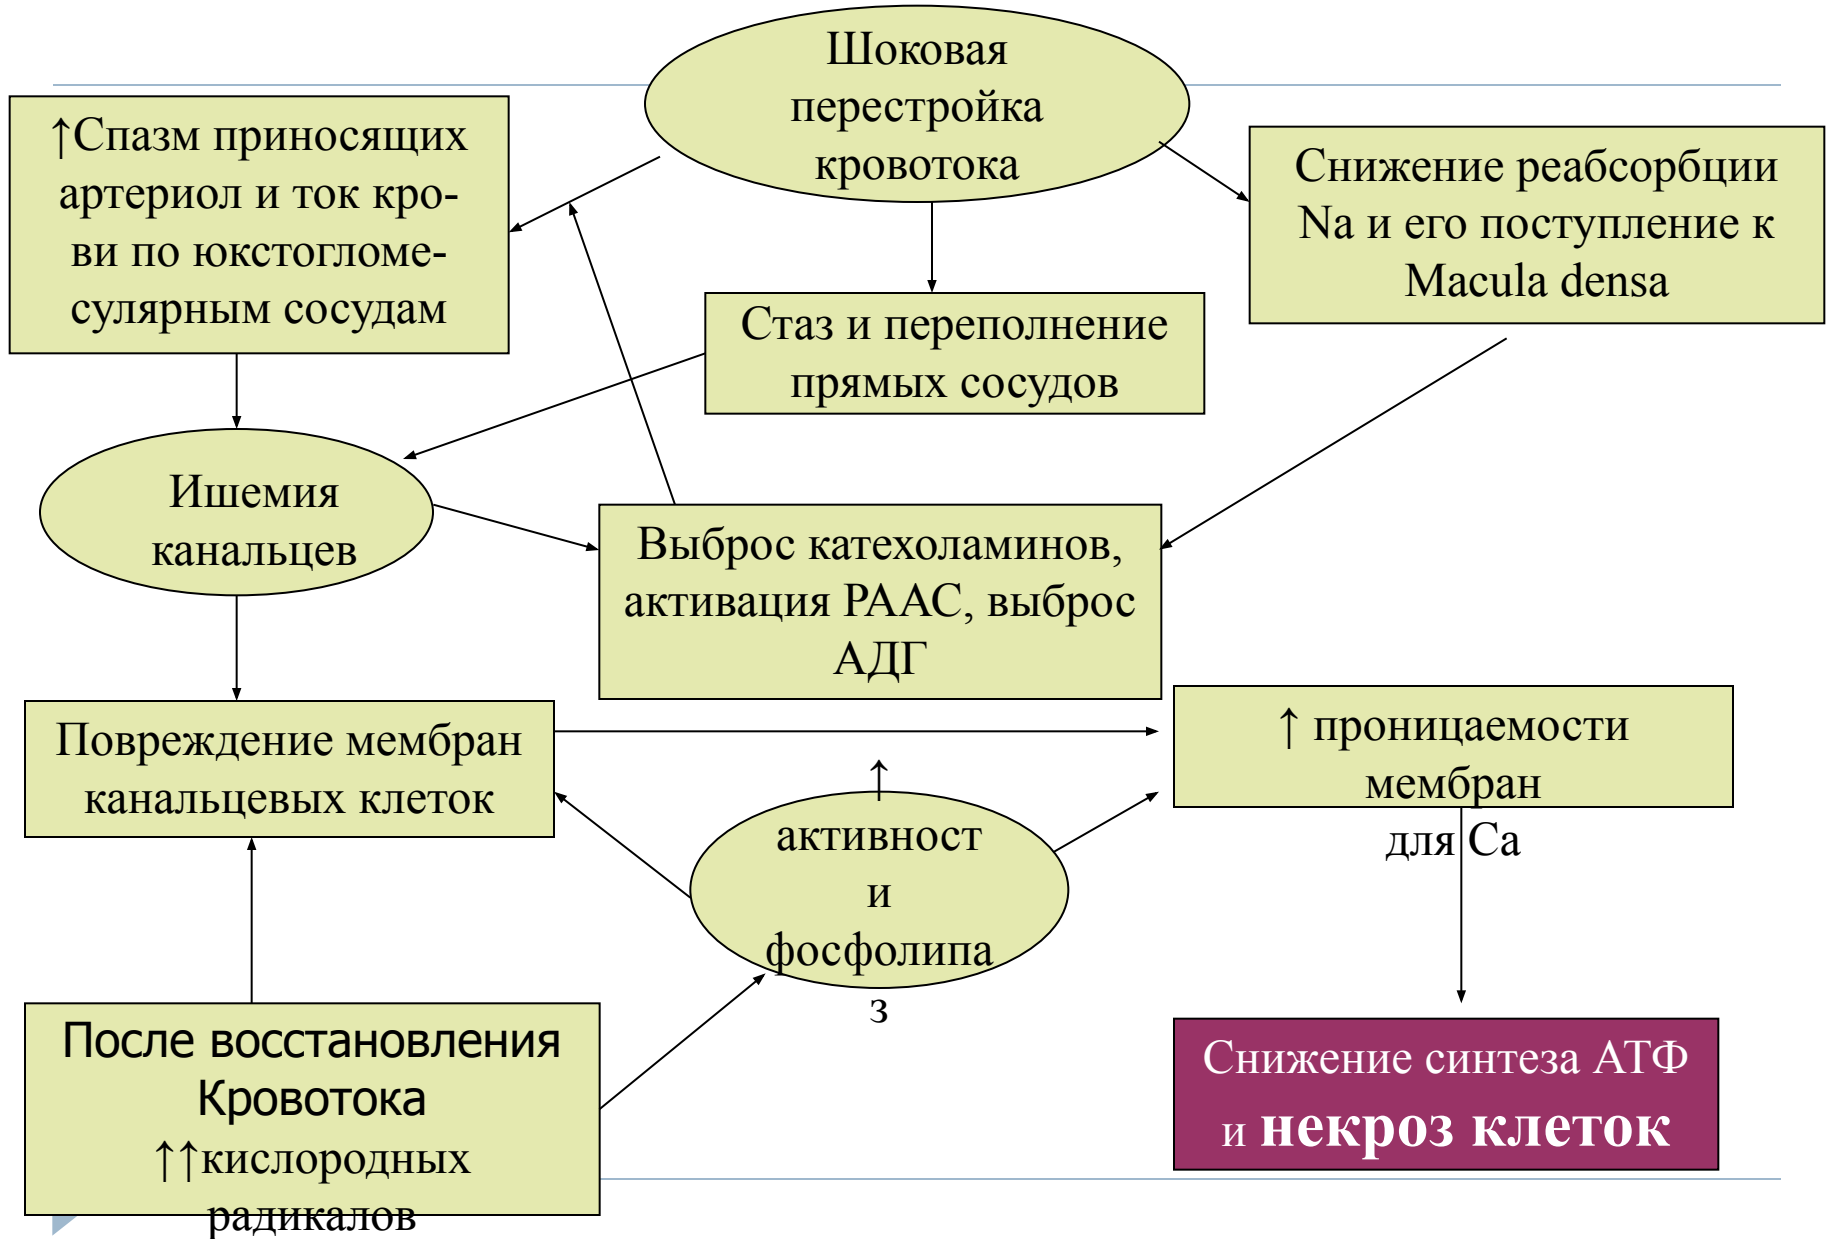 Шоковая
перестройка
кровотока
↑Спазм приносящих
артериол и ток кро-
ви по юкстогломе-
сулярным сосудам
Снижение реабсорбции
Na и его поступление к
Macula densa
Стаз и переполнение
прямых сосудов
Ишемия
канальцев
Выброс катехоламинов,
активация РААС, выброс
АДГ
Повреждение мембран
канальцевых клеток
↑ проницаемости
мембран
для Ca
↑
активност
и
фосфолипа
з
После восстановления
Кровотока
↑↑кислородных
радикалов
Снижение синтеза АТФ
и некроз клеток